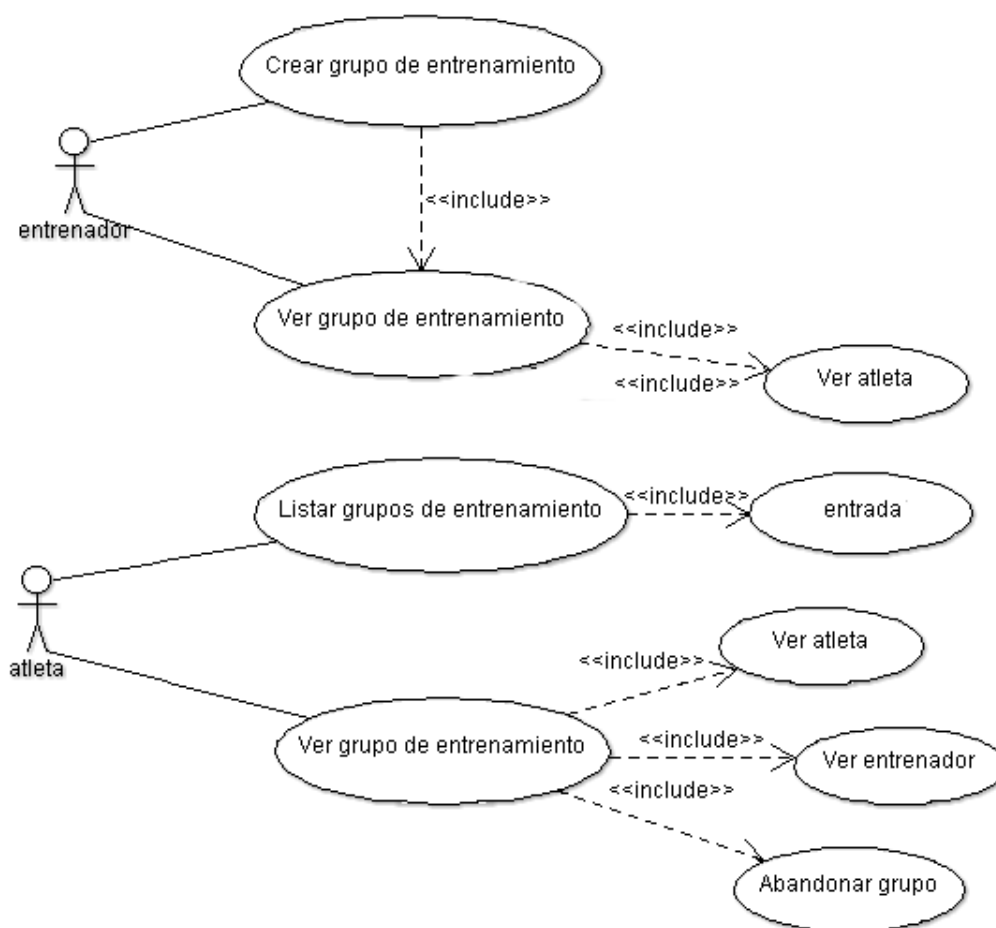 Crear grupo de entrenamiento
<<include>>
entrenador
Ver grupo de entrenamiento
<<include>>
<<include>>
Ver atleta
Listar grupos de entrenamiento
<<include>>
entrada
atleta
Ver atleta
<<include>>
Ver grupo de entrenamiento
<<include>>
Ver entrenador
<<include>>
Abandonar grupo